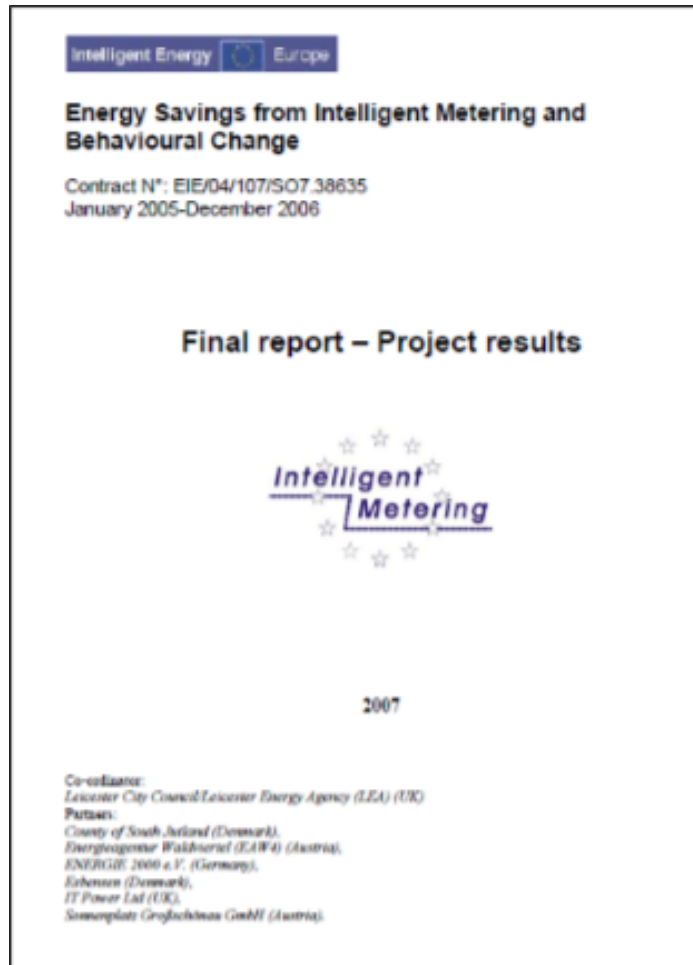 Intelligent Energy Europe
Energy Savings from Intelligent Metering and
Behavioural Change
Contract N°: EIE/04/107/SO7.38635
January 2005-December 2006
Final report – Project results
Intelligent
Metering
2007
Co-ordinator:
Leicester City Council/Leicester Energy Agency (LEA) (UK)
Partners:
County of South Jutland (Denmark),
Energieagentur Waldviertel (EAW4) (Austria),
ENERGIE 2000 e.V. (Germany),
Esbensen (Denmark),
IT Power Ltd (UK),
Sonnenplatz Großschönau GmbH (Austria).